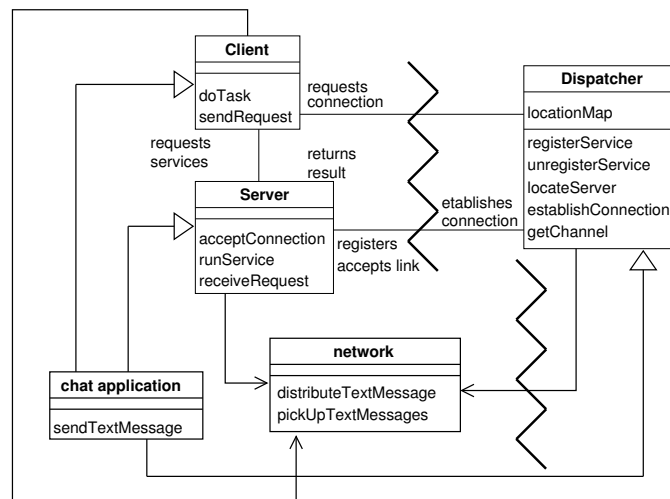 Client
doTask
sendRequest
requests
connection
Dispatcher
locationMap
registerService
unregisterService
locateServer
establishConnection
getChannel
requests
services
returns
result
Server
acceptConnection
runService
receiveRequest
etablishes
connection
registers
accepts link
network
distributeTextMessage
pickUpTextMessages
chat application
sendTextMessage